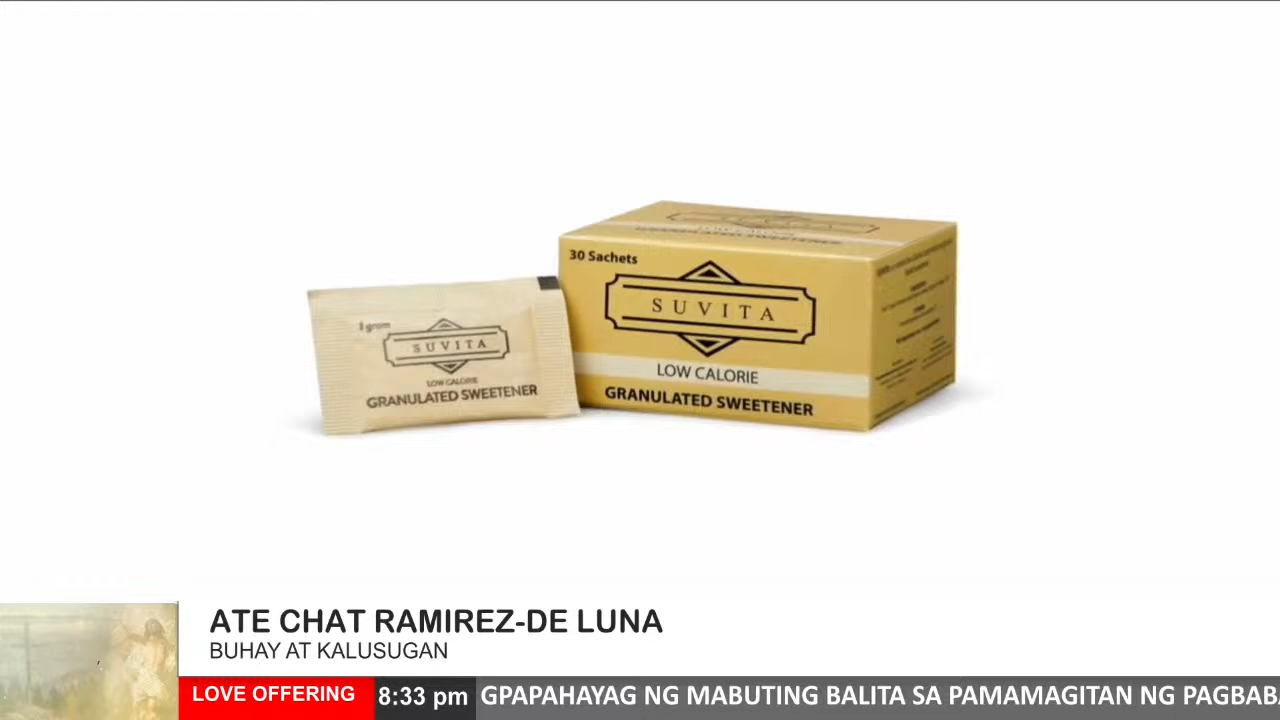 30 Sachets
SUVITA
LOW CALORIE
GRANULATED SWEETENER
1 gram
SUVITA
LOW CALORIE
GRANULATED SWEETENER
ATE CHAT RAMIREZ-DE LUNA
BUHAY AT KALUSUGAN
LOVE OFFERING
8:33 pm
GPAPAHAYAG NG MABUTING BALITA SA PAMAMAGITAN NG PAGBAB